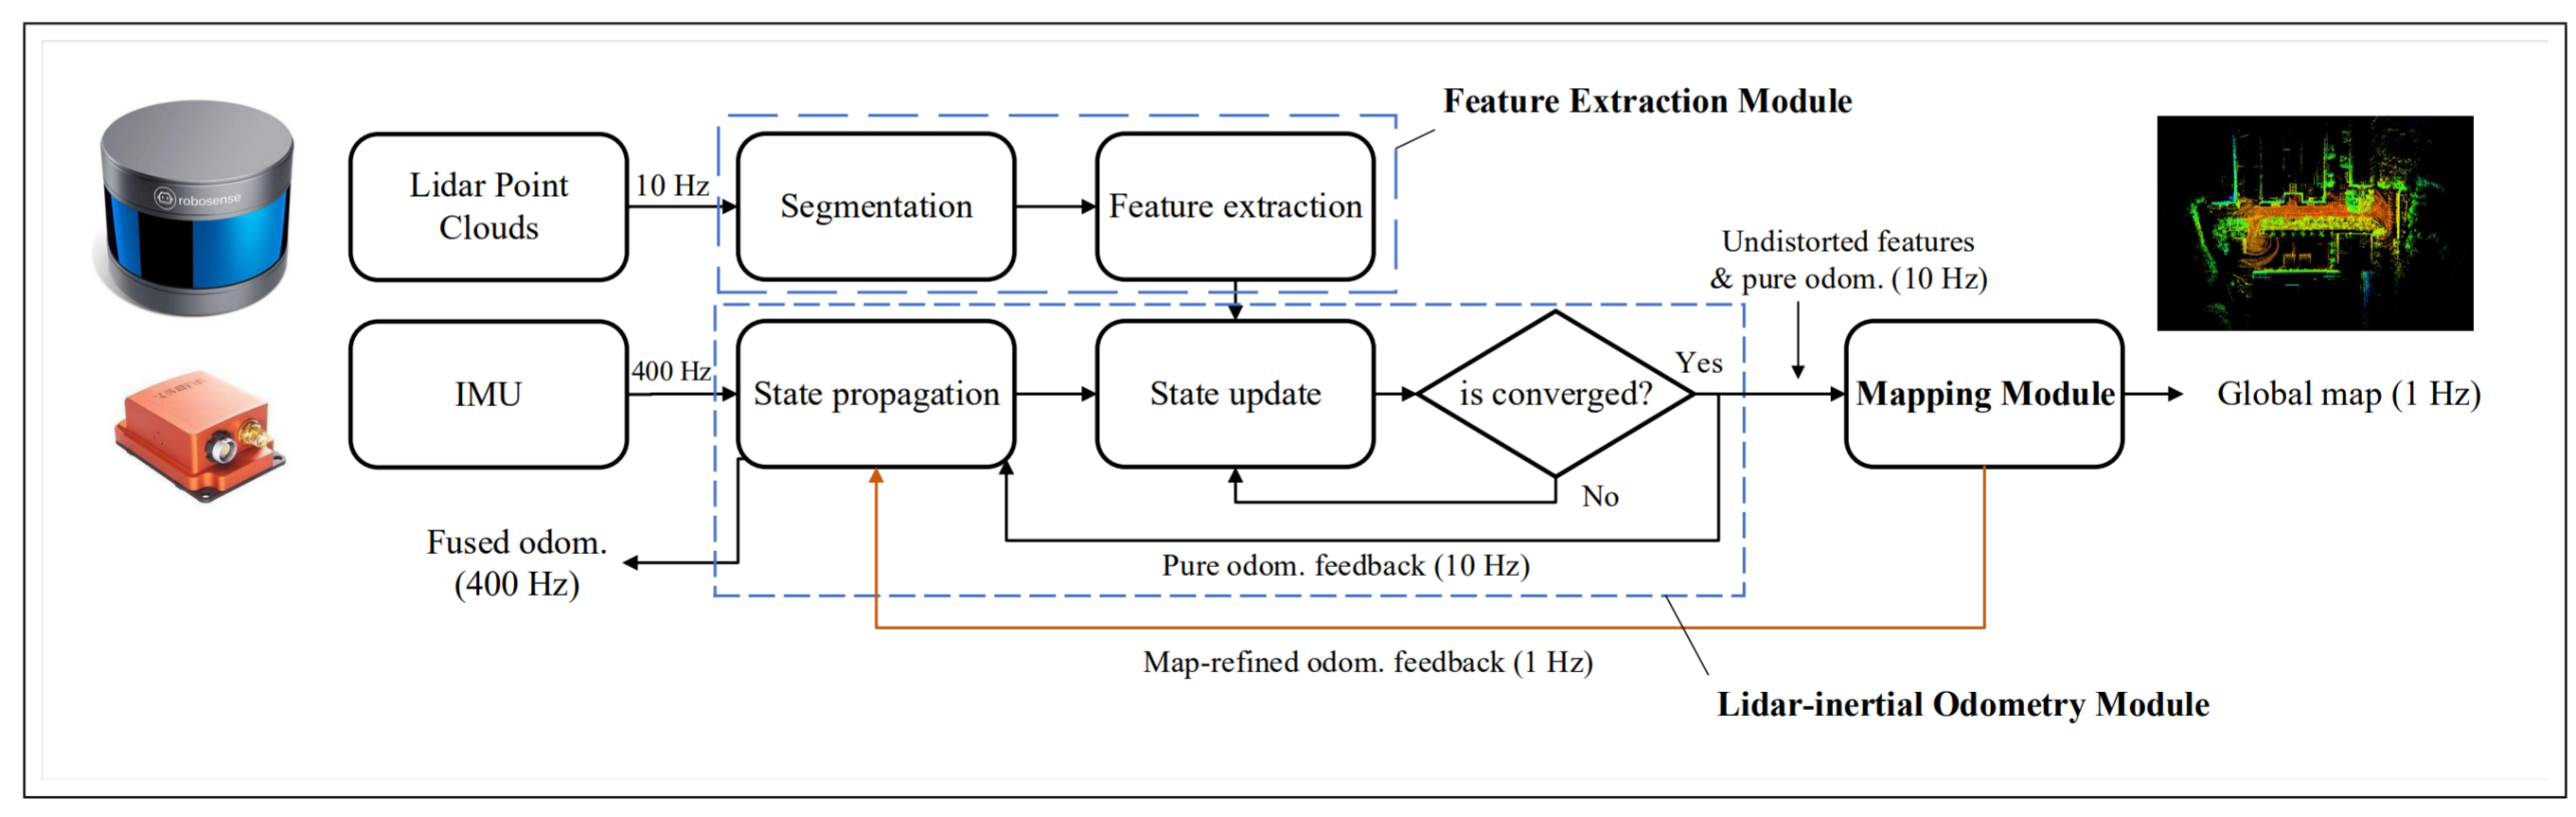 Feature Extraction Module
robosense
Lidar Point
Clouds
10 Hz
Segmentation
Feature extraction
Undistorted features
& pure odom. (10 Hz)
IMU
400 Hz
State propagation
State update
is converged?
Yes
No
Mapping Module
Global map (1 Hz)
Fused odom.
(400 Hz)
Pure odom. feedback (10 Hz)
Map-refined odom. feedback (1 Hz)
Lidar-inertial Odometry Module